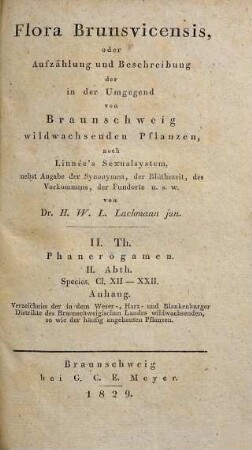 Flora Brunsvicensis,
oder
Aufzählung und Beschreibung
der
in der Umgegend
von
Braunschweig
wildwachsenden Pflanzen,
nach
Linnée's Sexualsystem,
nebst Angabe der Synonymen, der Blüthezeit, des
Vorkommens, der Fundorte u. s. w.
von
Dr. H. W. L. Lachmann jun.
II. Th.
Phanerogamen.
II. Abth.
Species. Cl. XII — XXII.
Anhang.
Verzeichniss der in dem Weser-, Harz- und Blankenburger
Distrikte des Braunschweigischen Landes wildwachsenden,
so wie der häufig angebauten Pflanzen.
Braunschweig
bei G. C. E. Meyer.
1829.